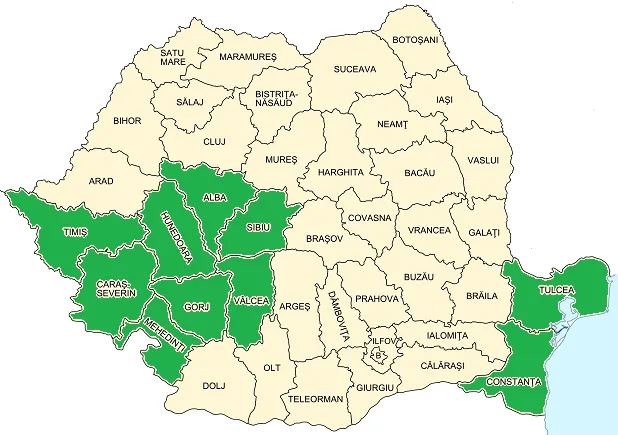 BOTOȘANI
SATU
MARE
MARAMUREȘ
SUCEAVA
BISTRIȚA-
NĂSĂUD
SĂLAJ
IAȘI
BIHOR
NEAMȚ
CLUJ
MUREȘ
VASLUI
HARGHITA
BACĂU
ARAD
ALBA
COVASNA
HUNEDOARA
SIBIU
TIMIȘ
VRANCEA
GALAȚI
BRAȘOV
BUZĂU
CARAȘ-
SEVERIN
TULCEA
BRĂILA
VÂLCEA
PRAHOVA
GORJ
ARGEȘ
DÂMBOVIȚA
MEHEDINȚI
IALOMIȚA
ILFOV
B
CĂLĂRAȘI
OLT
CONSTANȚA
DOLJ
GIURGIU
TELEORMAN